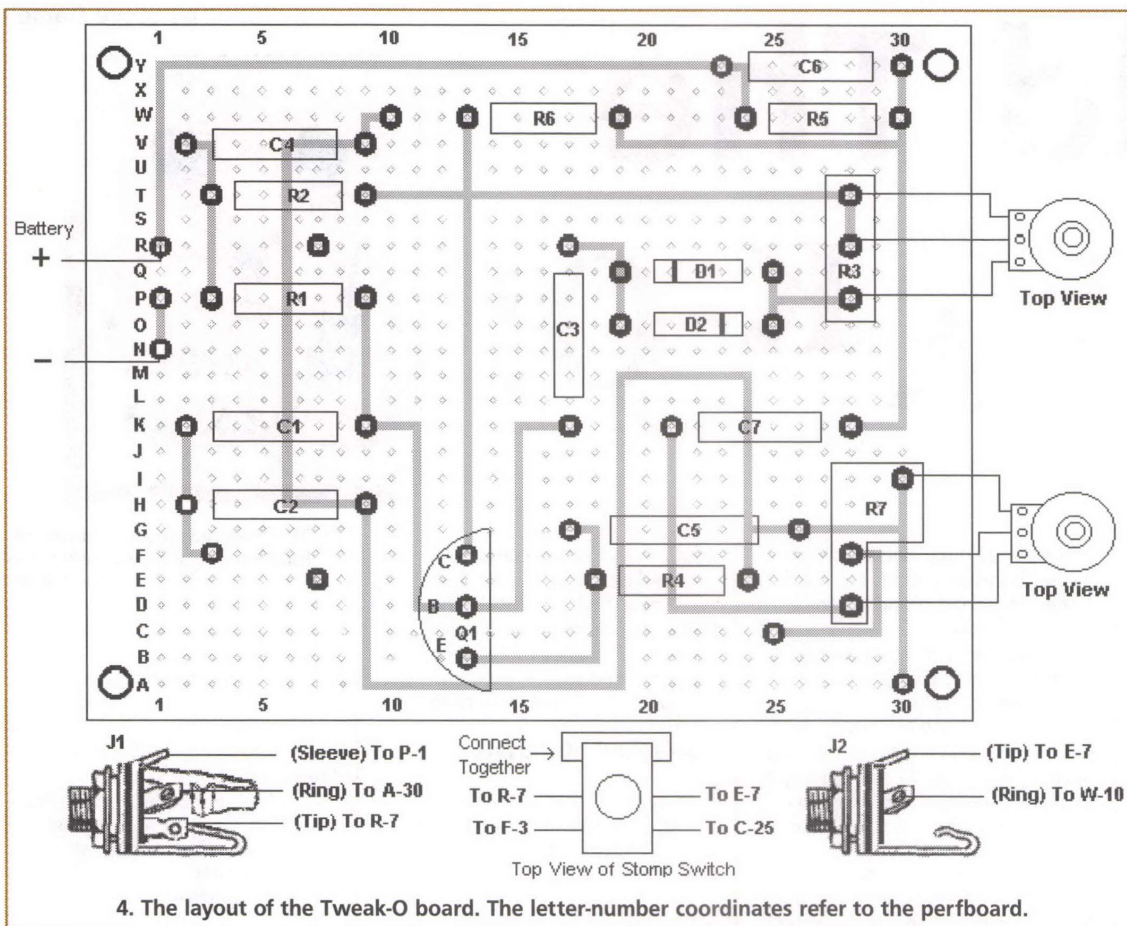 1 5 10 15 20 25 30
Y
X
W
V
U
T
S
R
Q
P
O
N
M
L
K
J
I
H
G
F
E
D
C
B
A
C6
R6
R5
C4
R2
Battery
+
D1
R3
R1
Top View
C3
D2
−
C1
C7
R7
C2
C5
C
R4
Top View
B
Q1
E
1 5 10 15 20 25 30
J1
(Sleeve) To P-1
(Ring) To A-30
(Tip) To R-7
Connect
Together
To R-7
To E-7
To F-3
To C-25
Top View of Stomp Switch
J2
(Tip) To E-7
(Ring) To W-10
4. The layout of the Tweak-O board. The letter-number coordinates refer to the perfboard.